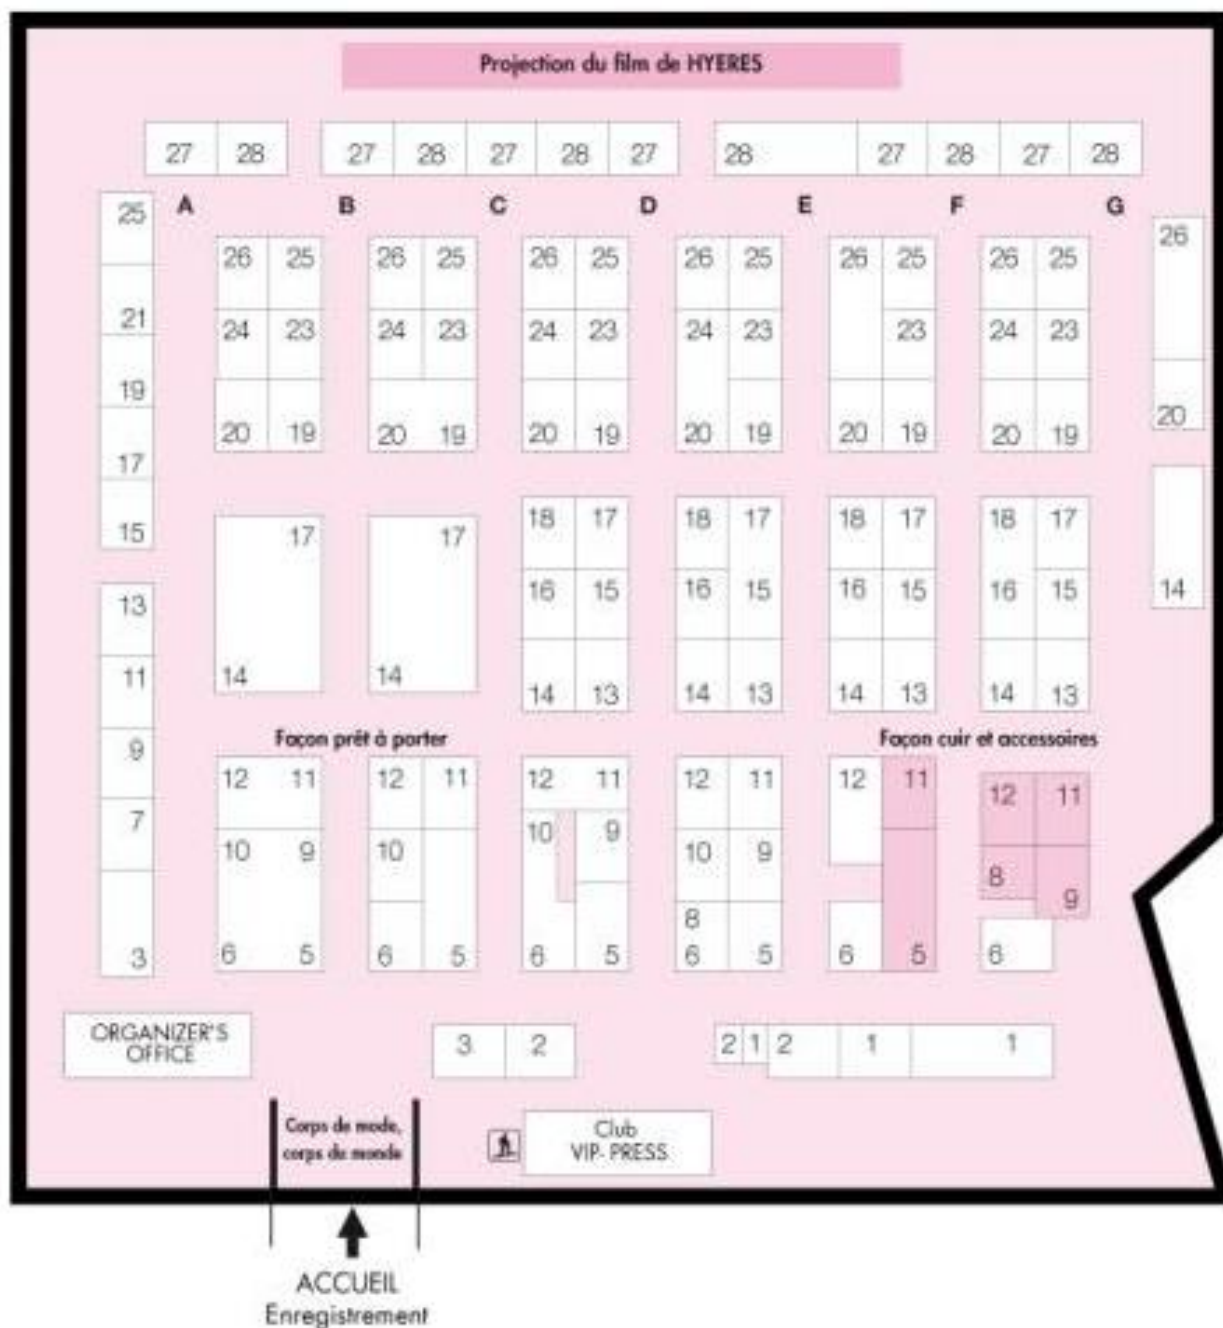 Projection du film de HYERES
27 28 27 28 27 28 27 28 27 28 27 28
A B C D E F G
25
26 25 26 25 26 25 26 25 26 25 26 25 26
21 24 23 24 23 24 23 24 23 23 24 23
19
20 19 20 19 20 19 20 19 20 19 20 19 20
17
15 17 17 18 17 18 17 18 17 18 17
13 16 15 16 15 16 15 16 15 14
11 14 14 14 13 14 13 14 13 14 13
Façon prêt à porter Façon cuir et accessoires
9 12 11 12 11 12 11 12 11 12 11 12 11
7 10 9 10 10 9 10 9 8 9
8
3 6 5 6 5 6 5 6 5 6 5 6
ORGANIZER'S
OFFICE
3 2 2 1 2 1 1
Corps de mode,
corps du monde
Club
VIP- PRESS
ACCUEIL
Enregistrement